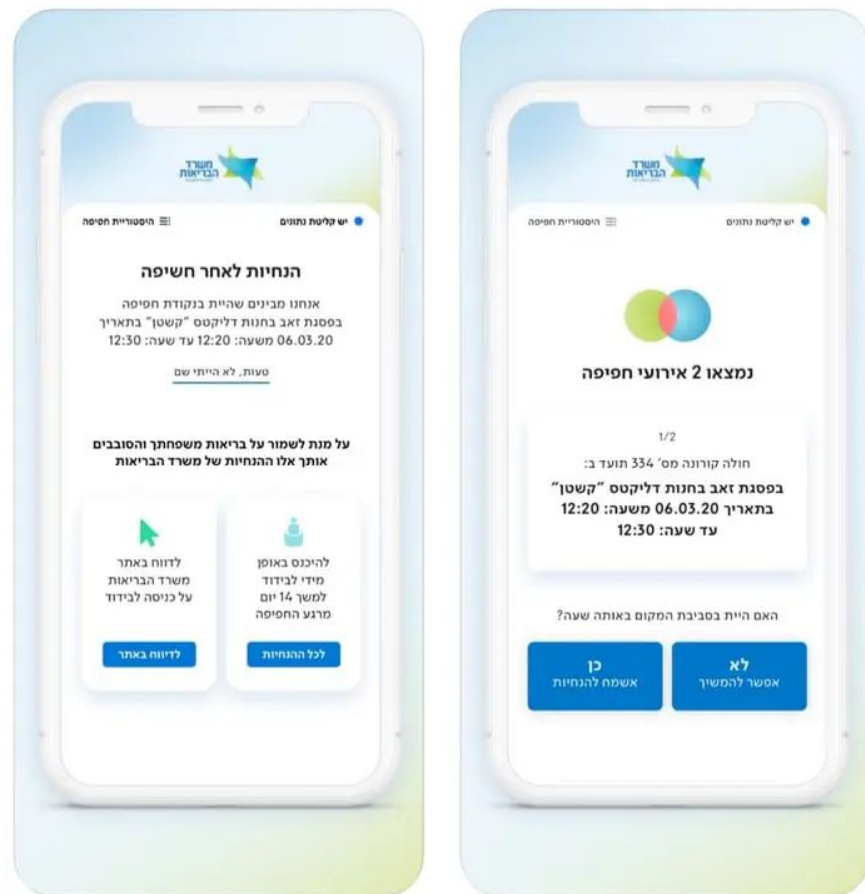 משרד
הבריאות
יש קליטת נתונים
היסטוריית חפיפה
נמצאו 2 אירועי חפיפה
1/2
חולה קורונה מס׳ 334 תועד ב:
בפסגת זאב בחנות דליקטס ״קשטן״
בתאריך 06.03.20 משעה: 12:20
עד שעה: 12:30
האם היית בסביבת המקום באותה שעה?
לא
אפשר להמשיך
כן
אשמח להנחיות
משרד
הבריאות
יש קליטת נתונים
היסטוריית חפיפה
הנחיות לאחר חשיפה
אנחנו מבינים שהיית בנקודת חפיפה
בפסגת זאב בחנות דליקטס ״קשטן״ בתאריך
06.03.20 משעה: 12:20 עד שעה: 12:30
טעות, לא הייתי שם
על מנת לשמור על בריאות משפחתך והסובבים
אותך אלו ההנחיות של משרד הבריאות
להיכנס באופן
מידי לבידוד
למשך 14 יום
מרגע החפיפה
לכל ההנחיות
לדווח באתר
משרד הבריאות
על כניסה לבידוד
לדיווח באתר